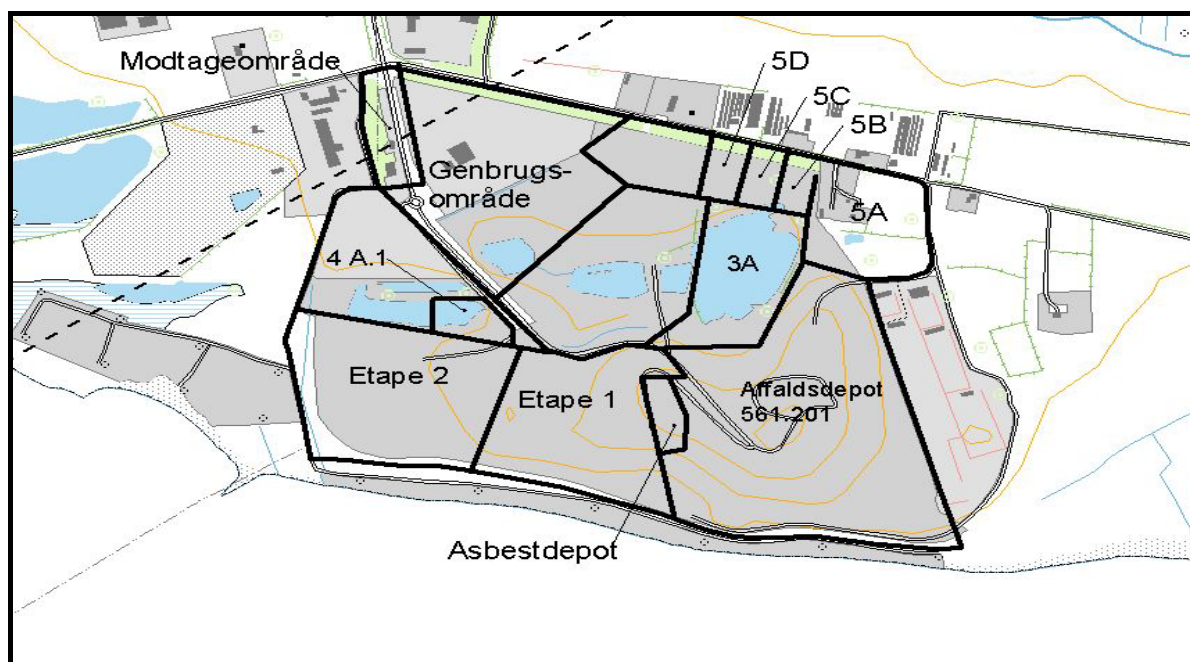 Modtageområde
5D
5C
5B
Genbrugs-
område
5A
4 A.1
3A
Etape 2
Etape 1
Affaldsdepot
561.201
Asbestdepot